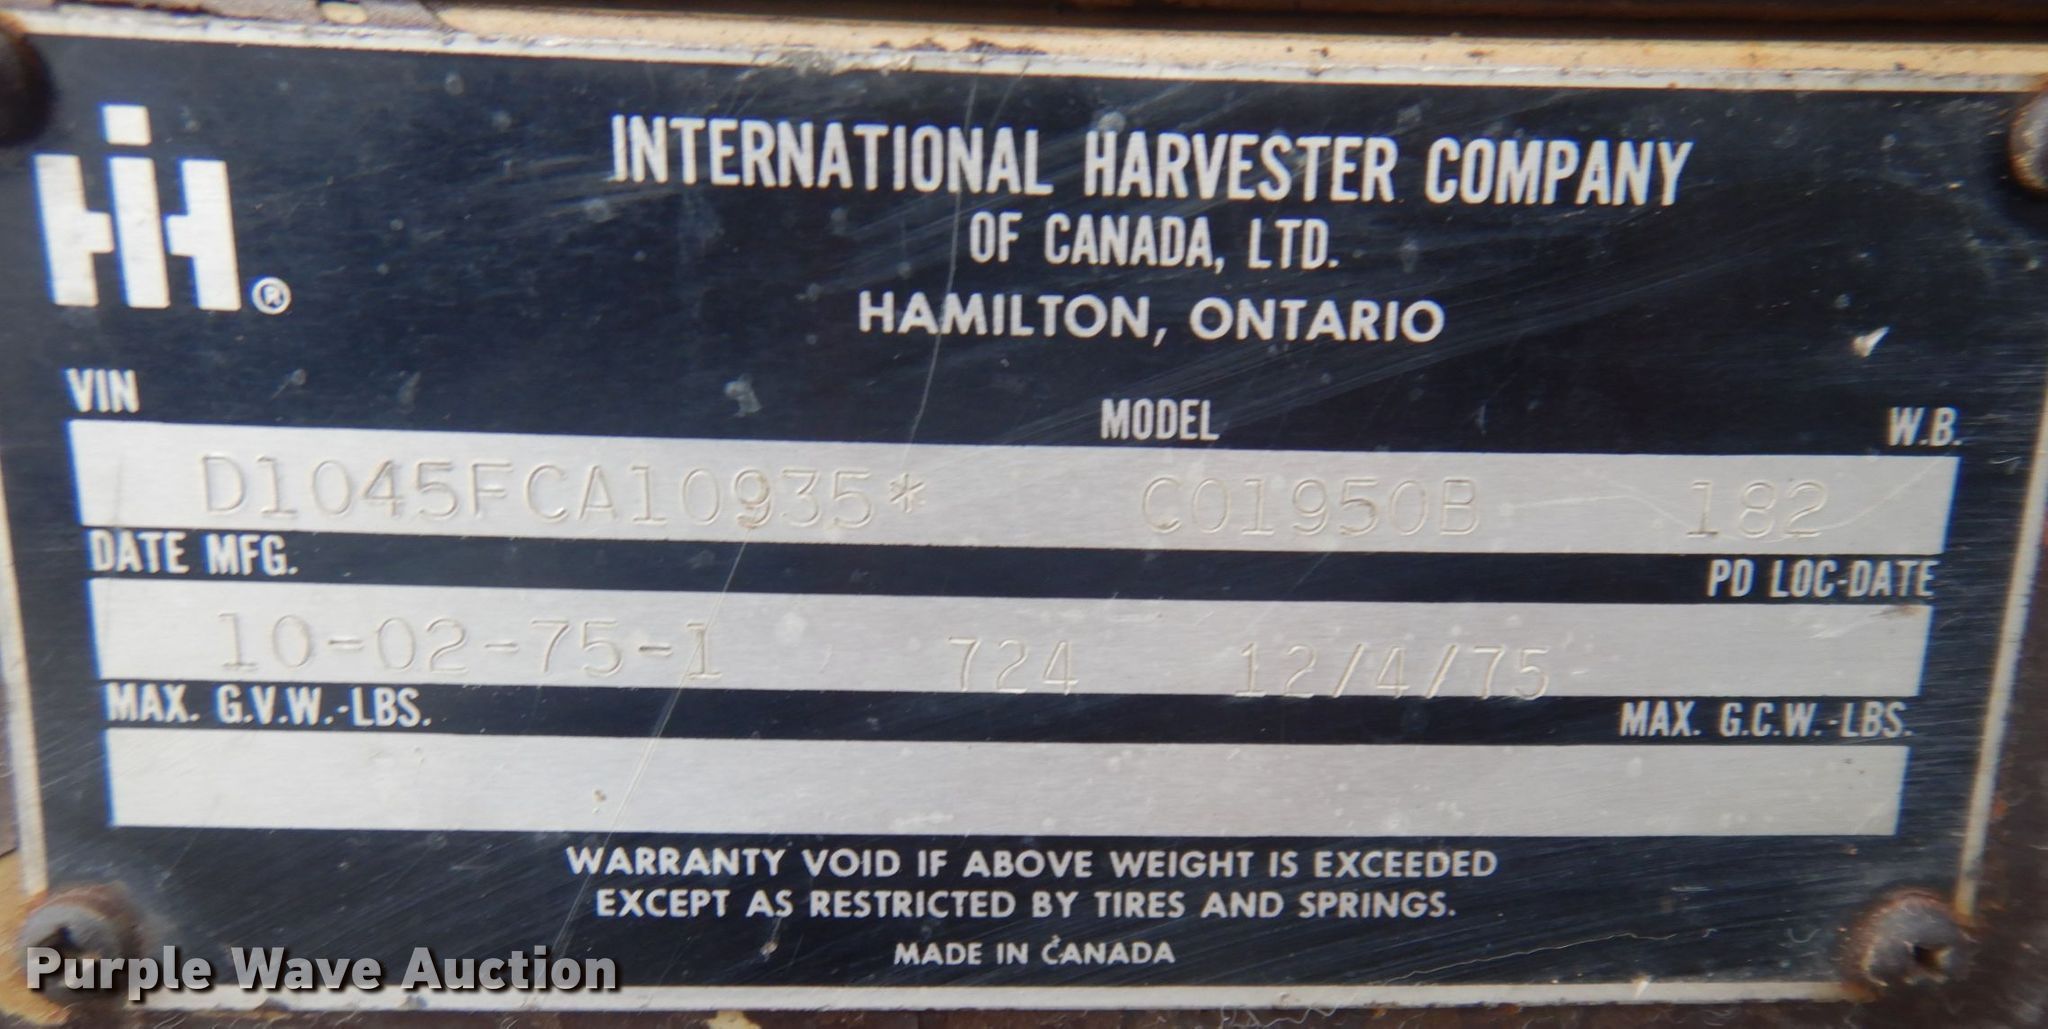 IH®
INTERNATIONAL HARVESTER COMPANY
OF CANADA, LTD.
HAMILTON, ONTARIO
VIN MODEL W.B.
D1045FCA10935* CO1950B 182
DATE MFG. PD LOC-DATE
10-02-75-1 724 12/4/75
MAX. G.V.W.-LBS. MAX. G.C.W.-LBS.
WARRANTY VOID IF ABOVE WEIGHT IS EXCEEDED
EXCEPT AS RESTRICTED BY TIRES AND SPRINGS.
MADE IN CANADA
Purple Wave Auction